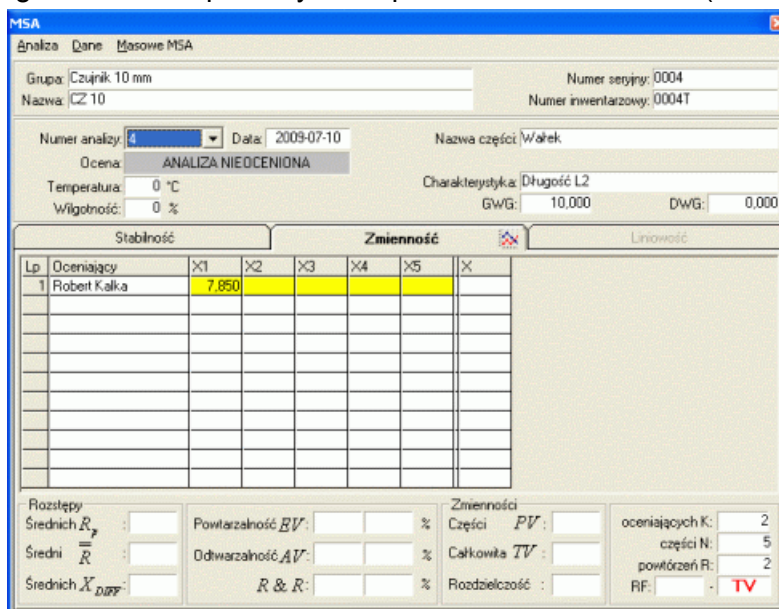 MSA
Analiza Dane Masowe MSA
Grupa: Czujnik 10 mm Numer seryjny: 0004
Nazwa: CZ 10 Numer inwentarzowy: 0004T
Numer analizy: 4 Data: 2009-07-10 Nazwa części: Wałek
Ocena: ANALIZA NIEOCENIONA
Temperatura: 0 °C Charakterystyka: Długość L2
Wilgotność: 0 % GWG: 10,000 DWG: 0,000
Stabilność Zmienność Liniowość
Lp Oceniający X1 X2 X3 X4 X5 X
1 Robert Kalka 7,850
Rozstępy Zmienności
Średnich Rp : Powtarzalność EV: % Części PV : oceniających K: 2
Średni R : Odtwarzalność AV: % Całkowita TV : części N: 5
powtórzeń R: 2
Średnich XDIFF: R & R: % Rozdzielczość : RF: - TV